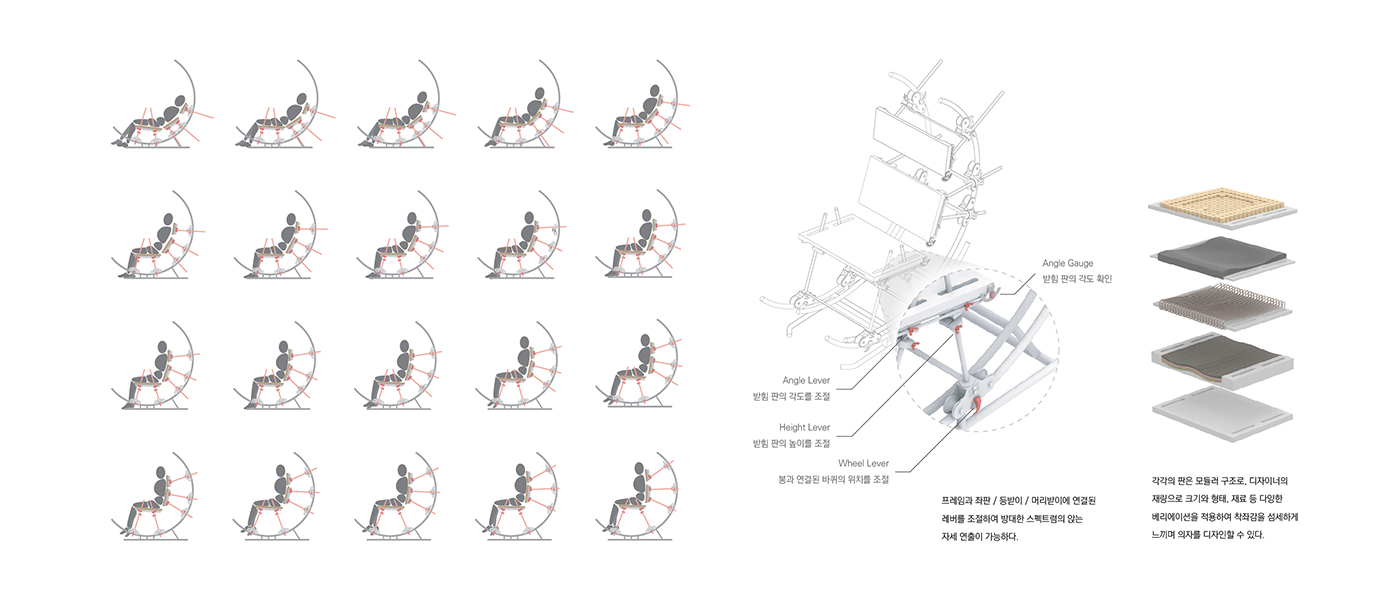 Angle Gauge
받힘 판의 각도 확인
Angle Lever
받힘 판의 각도를 조절
Height Lever
받힘 판의 높이를 조절
Wheel Lever
봉과 연결된 바퀴의 위치를 조절
프레임과 좌판 / 등받이 / 머리받이에 연결된
레버를 조절하여 방대한 스펙트럼의 앉는
자세 연출이 가능하다.
각각의 판은 모듈러 구조로, 디자이너의
재량으로 크기와 형태, 재료 등 다양한
베리에이션을 적용하여 착좌감을 섬세하게
느끼며 의자를 디자인할 수 있다.